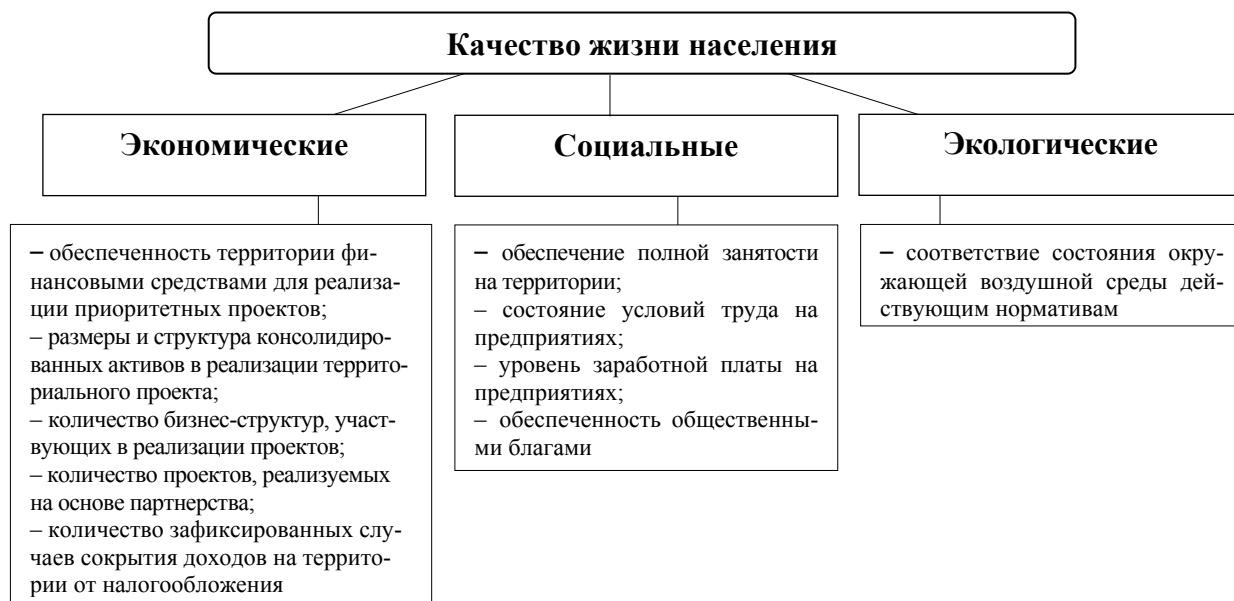 Качество жизни населения
Экономические
Социальные
Экологические
– обеспеченность территории фи-
нансовыми средствами для реализа-
ции приоритетных проектов;
– размеры и структура консолидиро-
ванных активов в реализации террито-
риального проекта;
– количество бизнес-структур, участ-
вующих в реализации проектов;
– количество проектов, реализуемых
на основе партнерства;
– количество зафиксированных слу-
чаев сокрытия доходов на террито-
рии от налогообложения
– обеспечение полной занятости
на территории;
– состояние условий труда на
предприятиях;
– уровень заработной платы на
предприятиях;
– обеспеченность общественны-
ми благами
– соответствие состояния окру-
жающей воздушной среды дей-
ствующим нормативам